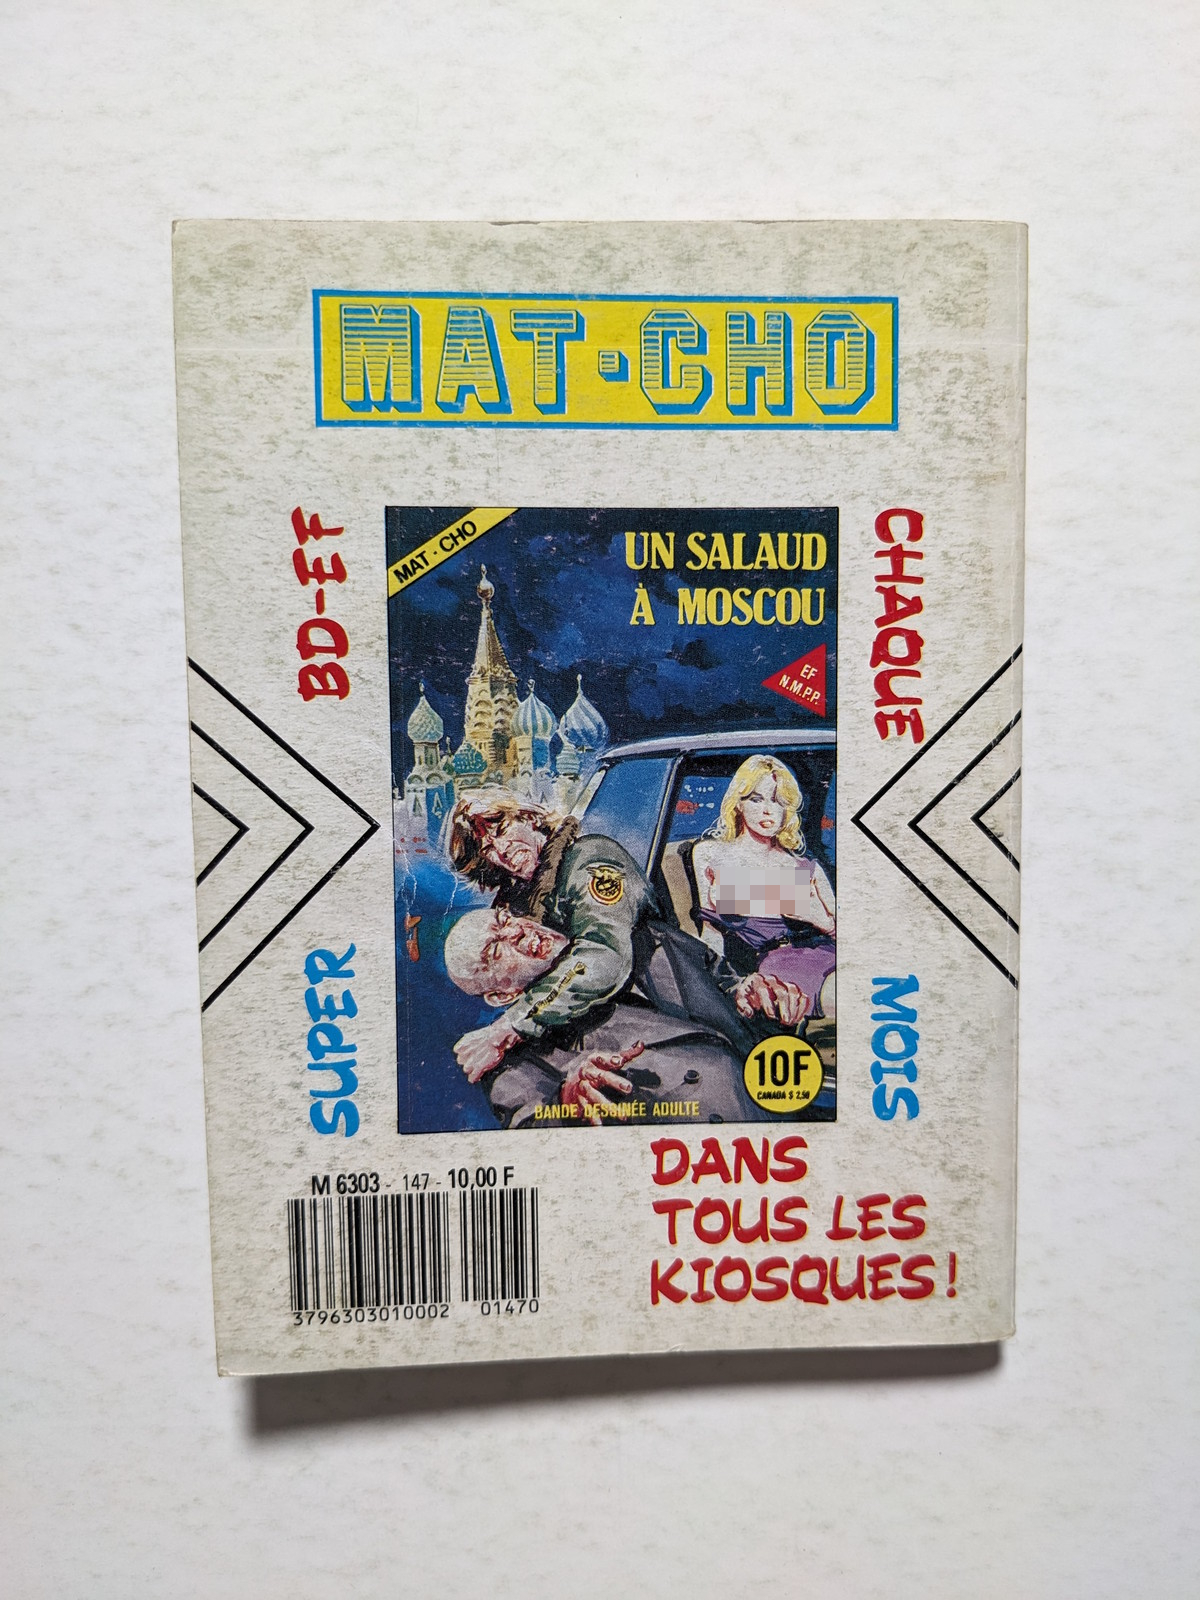 MAT·CHO
BD-EF
CHAQUE
MAT·CHO
UN SALAUD
À MOSCOU
EF
N.M.P.P.
SUPER
MOIS
10F
CANADA $ 2,50
BANDE DESSINÉE ADULTE
DANS
TOUS LES
KIOSQUES!
M 6303 - 147 - 10,00 F
3796303010002 01470